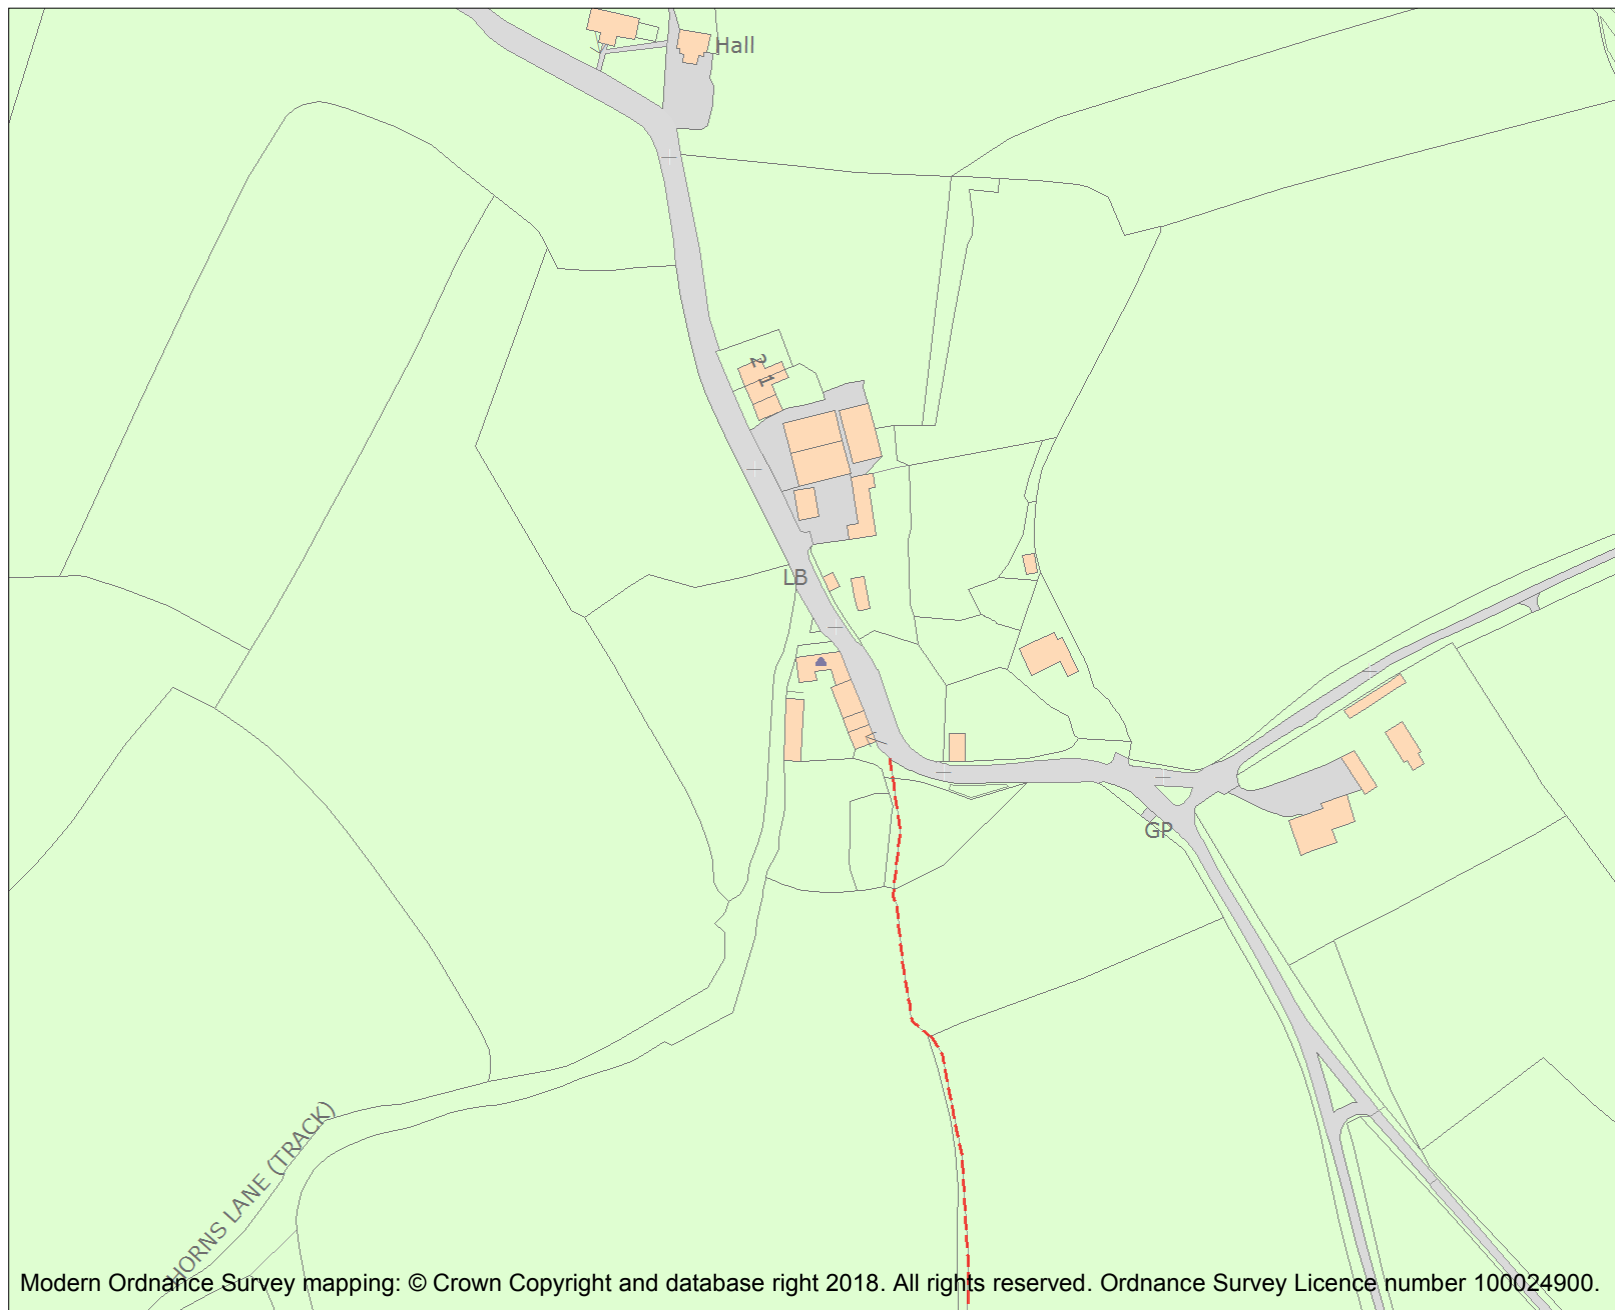 Hall
2
1
LB
GP
HORNS LANE (TRACK)
Modern Ordnance Survey mapping: © Crown Copyright and database right 2018. All rights reserved. Ordnance Survey Licence number 100024900.